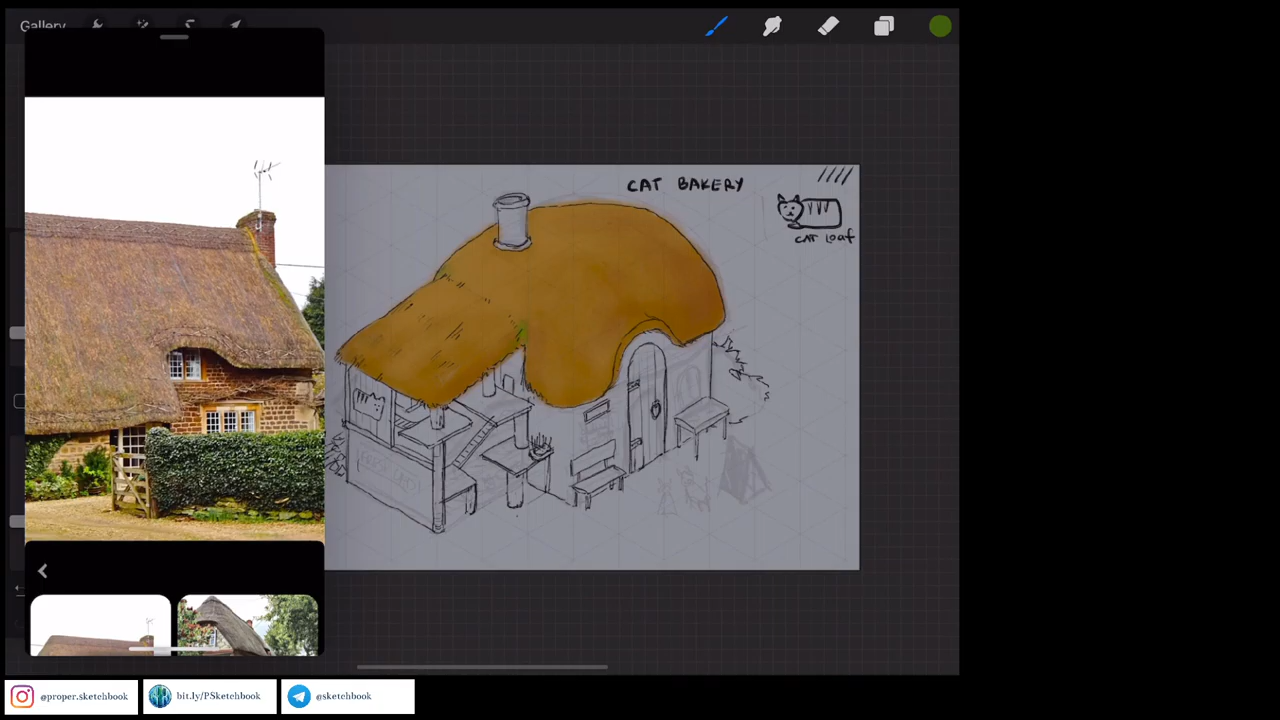 Gallery
CAT BAKERY
CAT loaf
@proper.sketchbook
bit.ly/PSketchbook
@sketchbook